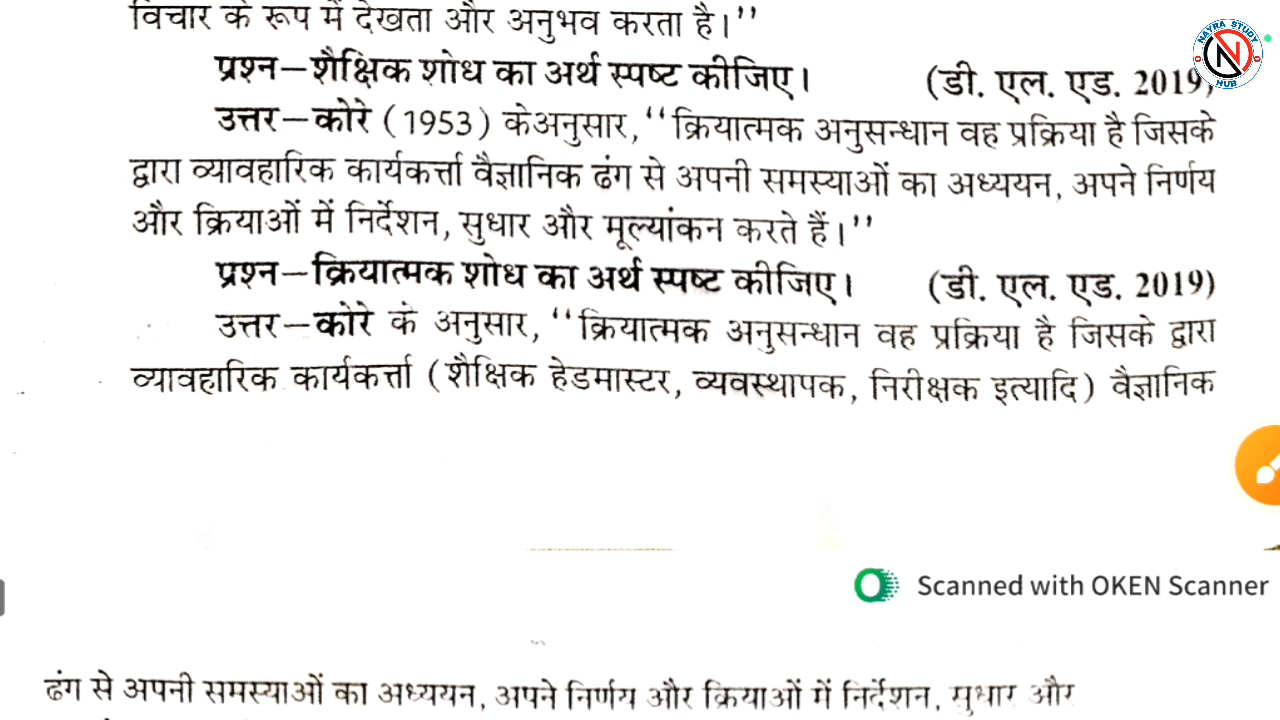 विचार के रूप में देखता और अनुभव करता है।’’
प्रश्न–शैक्षिक शोध का अर्थ स्पष्ट कीजिए। (डी. एल. एड. 2019)
उत्तर–कोरे (1953) केअनुसार, ‘‘क्रियात्मक अनुसन्धान वह प्रक्रिया है जिसके
द्वारा व्यावहारिक कार्यकर्त्ता वैज्ञानिक ढंग से अपनी समस्याओं का अध्ययन, अपने निर्णय
और क्रियाओं में निर्देशन, सुधार और मूल्यांकन करते हैं।’’
प्रश्न–क्रियात्मक शोध का अर्थ स्पष्ट कीजिए। (डी. एल. एड. 2019)
उत्तर–कोरे के अनुसार, ‘‘क्रियात्मक अनुसन्धान वह प्रक्रिया है जिसके द्वारा
व्यावहारिक कार्यकर्त्ता (शैक्षिक हेडमास्टर, व्यवस्थापक, निरीक्षक इत्यादि) वैज्ञानिक
Scanned with OKEN Scanner
ढंग से अपनी समस्याओं का अध्ययन, अपने निर्णय और क्रियाओं में निर्देशन, सुधार और
NAYRA STUDY
N
HUB